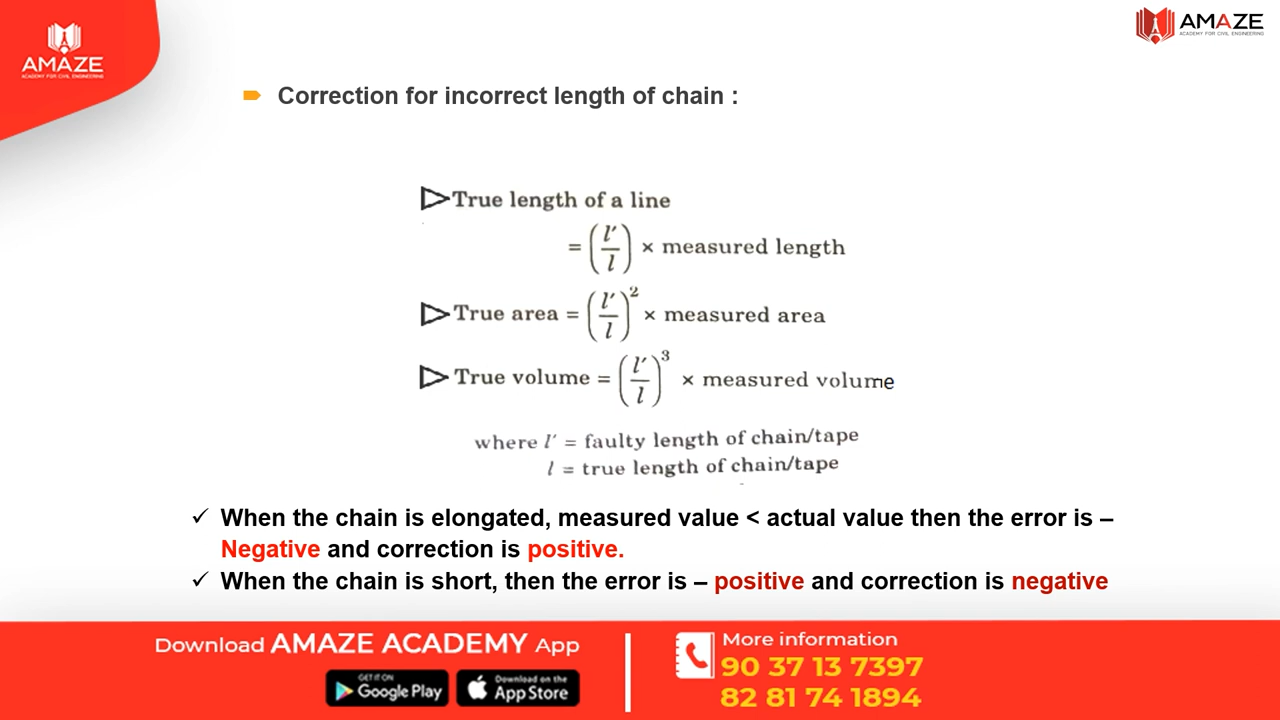 AMAZE
ACADEMY FOR CIVIL ENGINEERING
AMAZE
ACADEMY FOR CIVIL ENGINEERING
Correction for incorrect length of chain :
True length of a line
= (l′/l) × measured length
True area = (l′/l)² × measured area
True volume = (l′/l)³ × measured volume
where l′ = faulty length of chain/tape
l = true length of chain/tape
✓ When the chain is elongated, measured value < actual value then the error is –
Negative and correction is positive.
✓ When the chain is short, then the error is – positive and correction is negative
Download AMAZE ACADEMY App
GET IT ON
Google Play
Download on the
App Store
More information
90 37 13 7397
82 81 74 1894